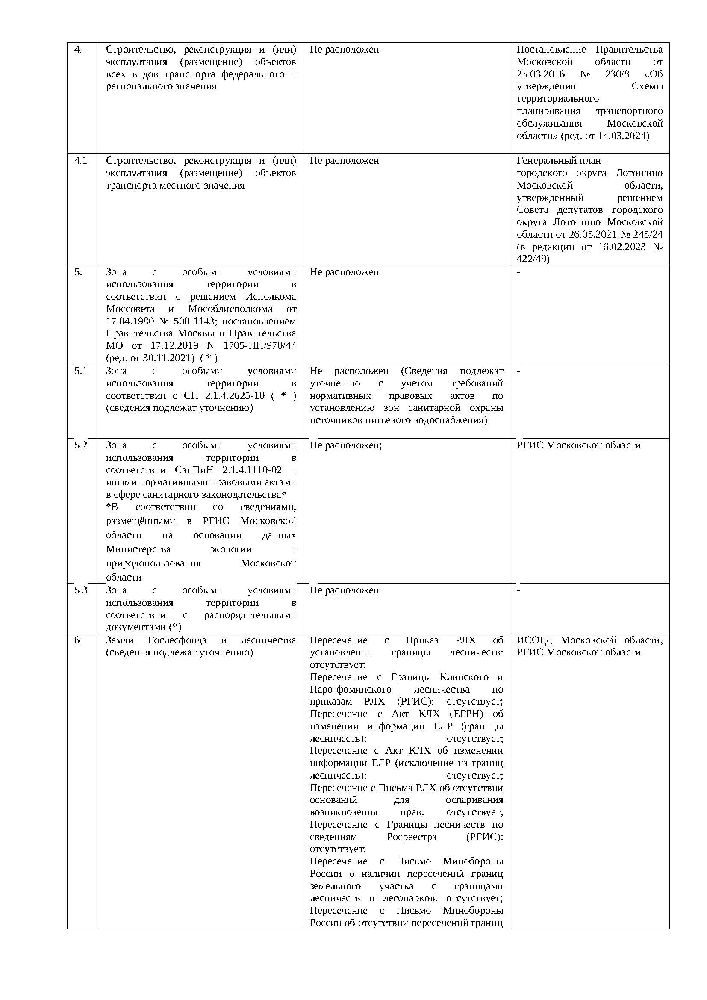 4.
Строительство, реконструкция и (или)
эксплуатация (размещение) объектов
всех видов транспорта федерального и
регионального значения
Не расположен
Постановление Правительства
Московской области от
25.03.2016 № 230/8 «Об
утверждении Схемы
территориального
планирования транспортного
обслуживания Московской
области» (ред. от 14.03.2024)
4.1
Строительство, реконструкция и (или)
эксплуатация (размещение) объектов
транспорта местного значения
Не расположен
Генеральный план
городского округа Лотошино
Московской области,
утвержденный решением
Совета депутатов городского
округа Лотошино Московской
области от 26.05.2021 № 245/24
(в редакции от 16.02.2023 №
422/49)
5.
Зона с особыми условиями
использования территории в
соответствии с решением Исполкома
Моссовета и Мособлисполкома от
17.04.1980 № 500-1143; постановлением
Правительства Москвы и Правительства
МО от 17.12.2019 N 1705-ПП/970/44
(ред. от 30.11.2021) ( * )
Не расположен
-
5.1
Зона с особыми условиями
использования территории в
соответствии с СП 2.1.4.2625-10 ( * )
(сведения подлежат уточнению)
Не расположен (Сведения подлежат
уточнению с учетом требований
нормативных правовых актов по
установлению зон санитарной охраны
источников питьевого водоснабжения)
-
5.2
Зона с особыми условиями
использования территории в
соответствии СанПиН 2.1.4.1110-02 и
иными нормативными правовыми актами
в сфере санитарного законодательства*
*В соответствии со сведениями,
размещёнными в РГИС Московской
области на основании данных
Министерства экологии и
природопользования Московской
области
Не расположен;
РГИС Московской области
5.3
Зона с особыми условиями
использования территории в
соответствии с распорядительными
документами (*)
Не расположен
-
6.
Земли Гослесфонда и лесничества
(сведения подлежат уточнению)
Пересечение с Приказ РЛХ об
установлении границы лесничеств:
отсутствует;
Пересечение с Границы Клинского и
Наро-фоминского лесничества по
приказам РЛХ (РГИС): отсутствует;
Пересечение с Акт КЛХ (ЕГРН) об
изменении информации ГЛР (границы
лесничеств): отсутствует;
Пересечение с Акт КЛХ об изменении
информации ГЛР (исключение из границ
лесничеств): отсутствует;
Пересечение с Письма РЛХ об отсутствии
оснований для оспаривания
возникновения прав: отсутствует;
Пересечение с Границы лесничеств по
сведениям Росреестра (РГИС):
отсутствует;
Пересечение с Письмо Минобороны
России о наличии пересечений границ
земельного участка с границами
лесничеств и лесопарков: отсутствует;
Пересечение с Письмо Минобороны
России об отсутствии пересечений границ
ИСОГД Московской области,
РГИС Московской области